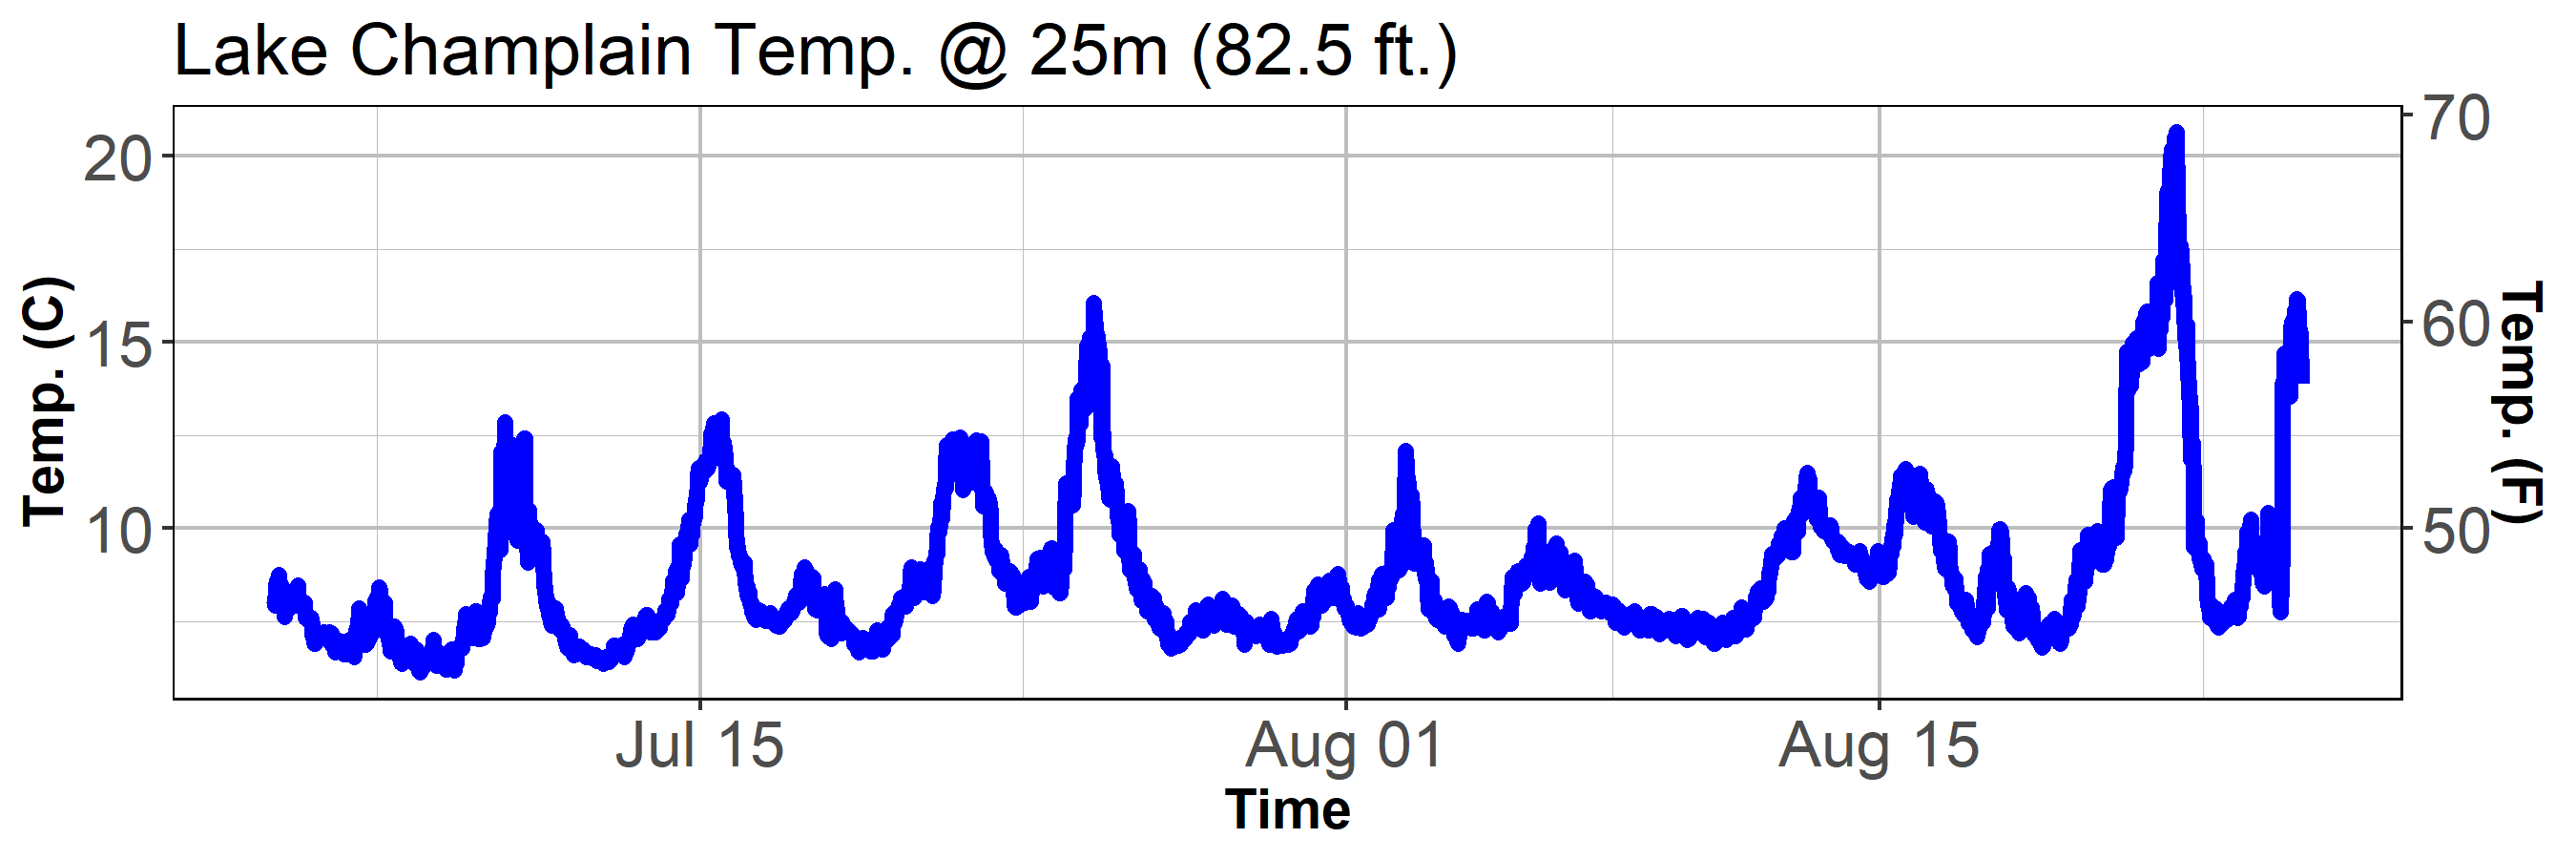 Lake Champlain Temp. @ 25m (82.5 ft.)
Temp. (C)
20
15
10
70
60
50
Temp. (F)
Jul 15
Aug 01
Aug 15
Time